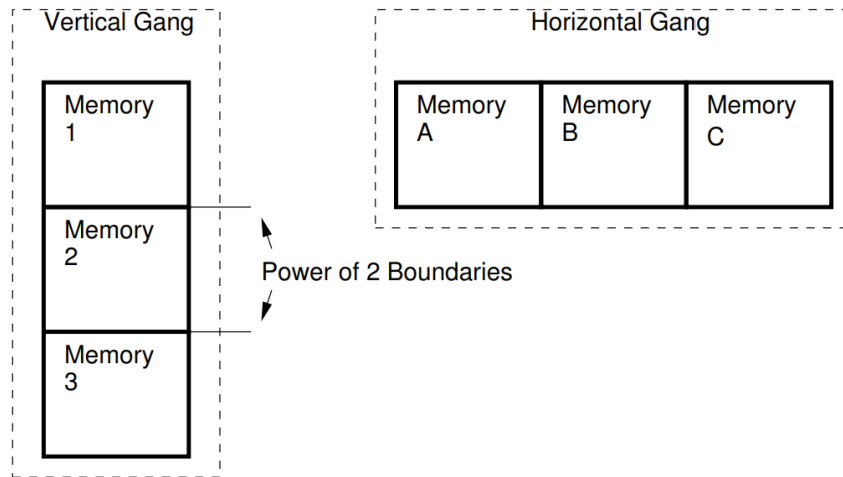 Vertical Gang
Memory
1
Memory
2
Memory
3
Power of 2 Boundaries
Horizontal Gang
Memory
A
Memory
B
Memory
C